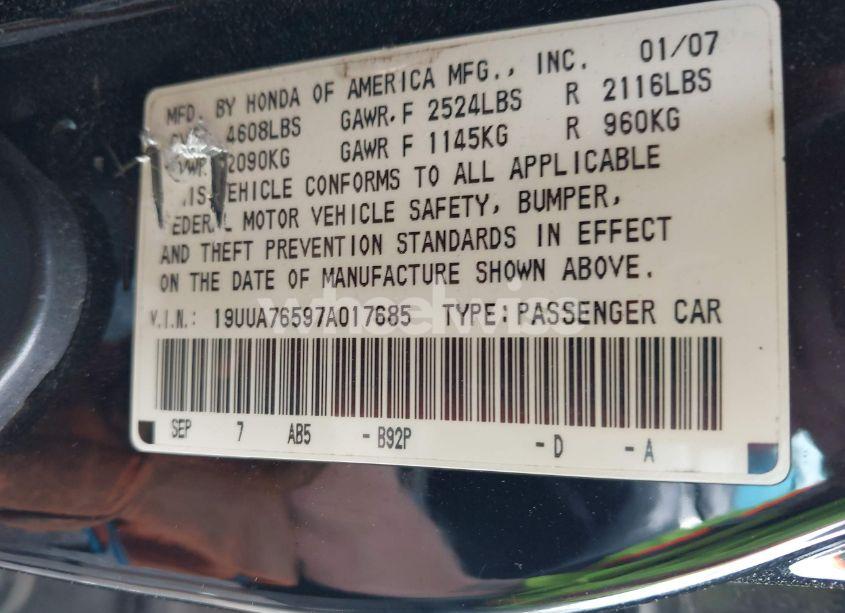 MFD. BY HONDA OF AMERICA MFG., INC. 01/07
4608LBS GAWR.F 2524LBS R 2116LBS
2090KG GAWR F 1145KG R 960KG
VEHICLE CONFORMS TO ALL APPLICABLE
FEDERAL MOTOR VEHICLE SAFETY, BUMPER,
AND THEFT PREVENTION STANDARDS IN EFFECT
ON THE DATE OF MANUFACTURE SHOWN ABOVE.
wheelwise
V.I.N.: 19UUA76597A017685 TYPE:PASSENGER CAR
SEP 7 AB5 -B92P -D -A